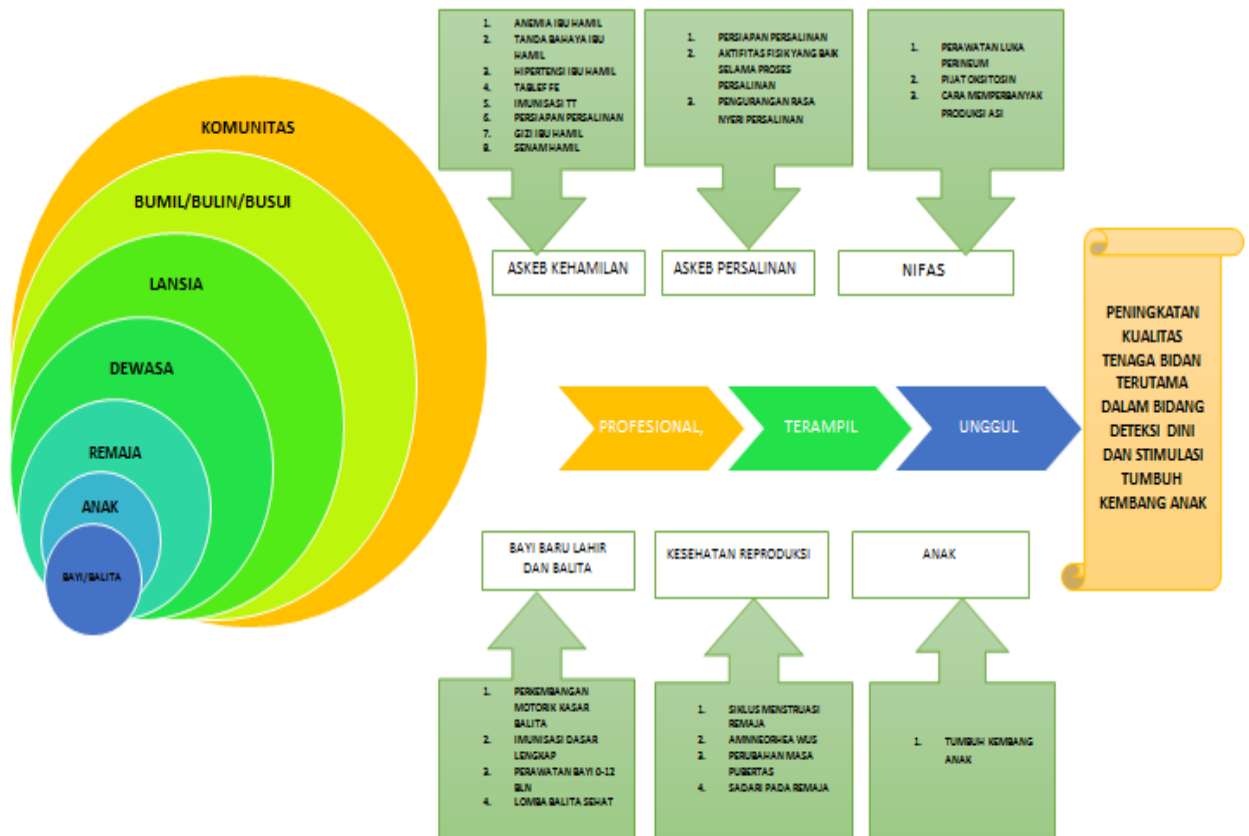 KOMUNITAS
BUMIL/BULIN/BUSUI
LANSIA
DEWASA
REMAJA
ANAK
BAYI/BALITA
1. ANEMIA IBU HAMIL
2. TANDA BAHAYA IBU
HAMIL
3. HIPERTENSI IBU HAMIL
4. TABLEF FE
5. IMUNISASI TT
6. PERSIAPAN PERSALINAN
7. GIZI IBU HAMIL
8. SENAM HAMIL
ASKEB KEHAMILAN
1. PERSIAPAN PERSALINAN
2. AKTIFITAS FISIK YANG BAIK
SELAMA PROSES
PERSALINAN
3. PENGURANGAN RASA
NYERI PERSALINAN
ASKEB PERSALINAN
1. PERAWATAN LUKA
PERINEUM
2. PIJAT OKSITOSIN
3. CARA MEMPERBANYAK
PRODUKSI ASI
NIFAS
PROFESIONAL,
TERAMPIL
UNGGUL
PENINGKATAN
KUALITAS
TENAGA BIDAN
TERUTAMA
DALAM BIDANG
DETEKSI DINI
DAN STIMULASI
TUMBUH
KEMBANG ANAK
BAYI BARU LAHIR
DAN BALITA
1. PERKEMBANGAN
MOTORIK KASAR
BALITA
2. IMUNISASI DASAR
LENGKAP
3. PERAWATAN BAYI 0-12
BLN
4. LOMBA BALITA SEHAT
KESEHATAN REPRODUKSI
1. SIKLUS MENSTRUASI
REMAJA
2. AMNNEORHEA WUS
3. PERUBAHAN MASA
PUBERTAS
4. SADARI PADA REMAJA
ANAK
1. TUMBUH KEMBANG
ANAK